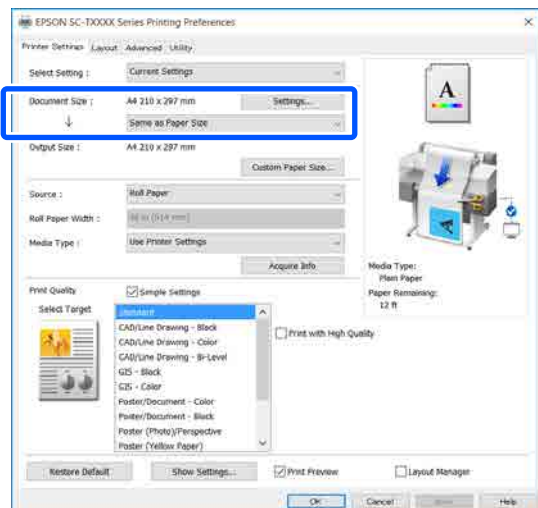 EPSON SC-TXXXX Series Printing Preferences
Printer Settings Layout Advanced Utility
Select Setting : Current Settings
Document Size : A4 210 x 297 mm Settings...
↓ Same as Paper Size
Output Size : A4 210 x 297 mm
Custom Paper Size...
Source : Roll Paper
Roll Paper Width :
Media Type : Use Printer Settings
Acquire Info
A
A
Media Type:
Plain Paper
Paper Remaining:
12 ft
Print Quality Simple Settings
Select Target
Standard
CAD/Line Drawing - Black
CAD/Line Drawing - Color
CAD/Line Drawing - Bi-Level
GIS - Black
GIS - Color
Poster/Document - Color
Poster/Document - Black
Poster (Photo)/Perspective
Poster (Yellow Paper)
Print with High Quality
Restore Default Show Settings... Print Preview Layout Manager
OK Cancel Help